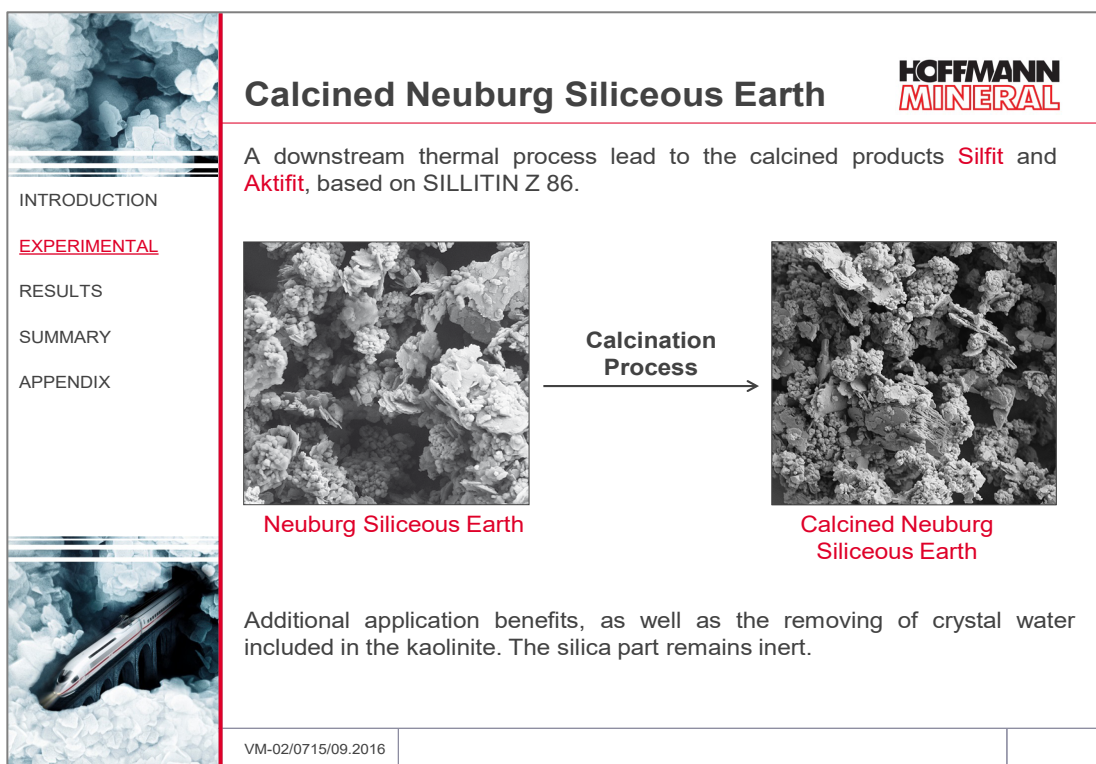 Calcined Neuburg Siliceous Earth
HOFFMANN
MINERAL
A downstream thermal process lead to the calcined products Silfit and
Aktifit, based on SILLITIN Z 86.
INTRODUCTION
EXPERIMENTAL
RESULTS
SUMMARY
APPENDIX
Calcination
Process
Neuburg Siliceous Earth
Calcined Neuburg
Siliceous Earth
Additional application benefits, as well as the removing of crystal water
included in the kaolinite. The silica part remains inert.
VM-02/0715/09.2016